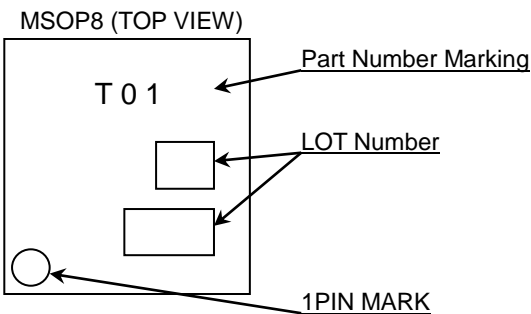 MSOP8 (TOP VIEW)
Part Number Marking
T 0 1
LOT Number
1PIN MARK